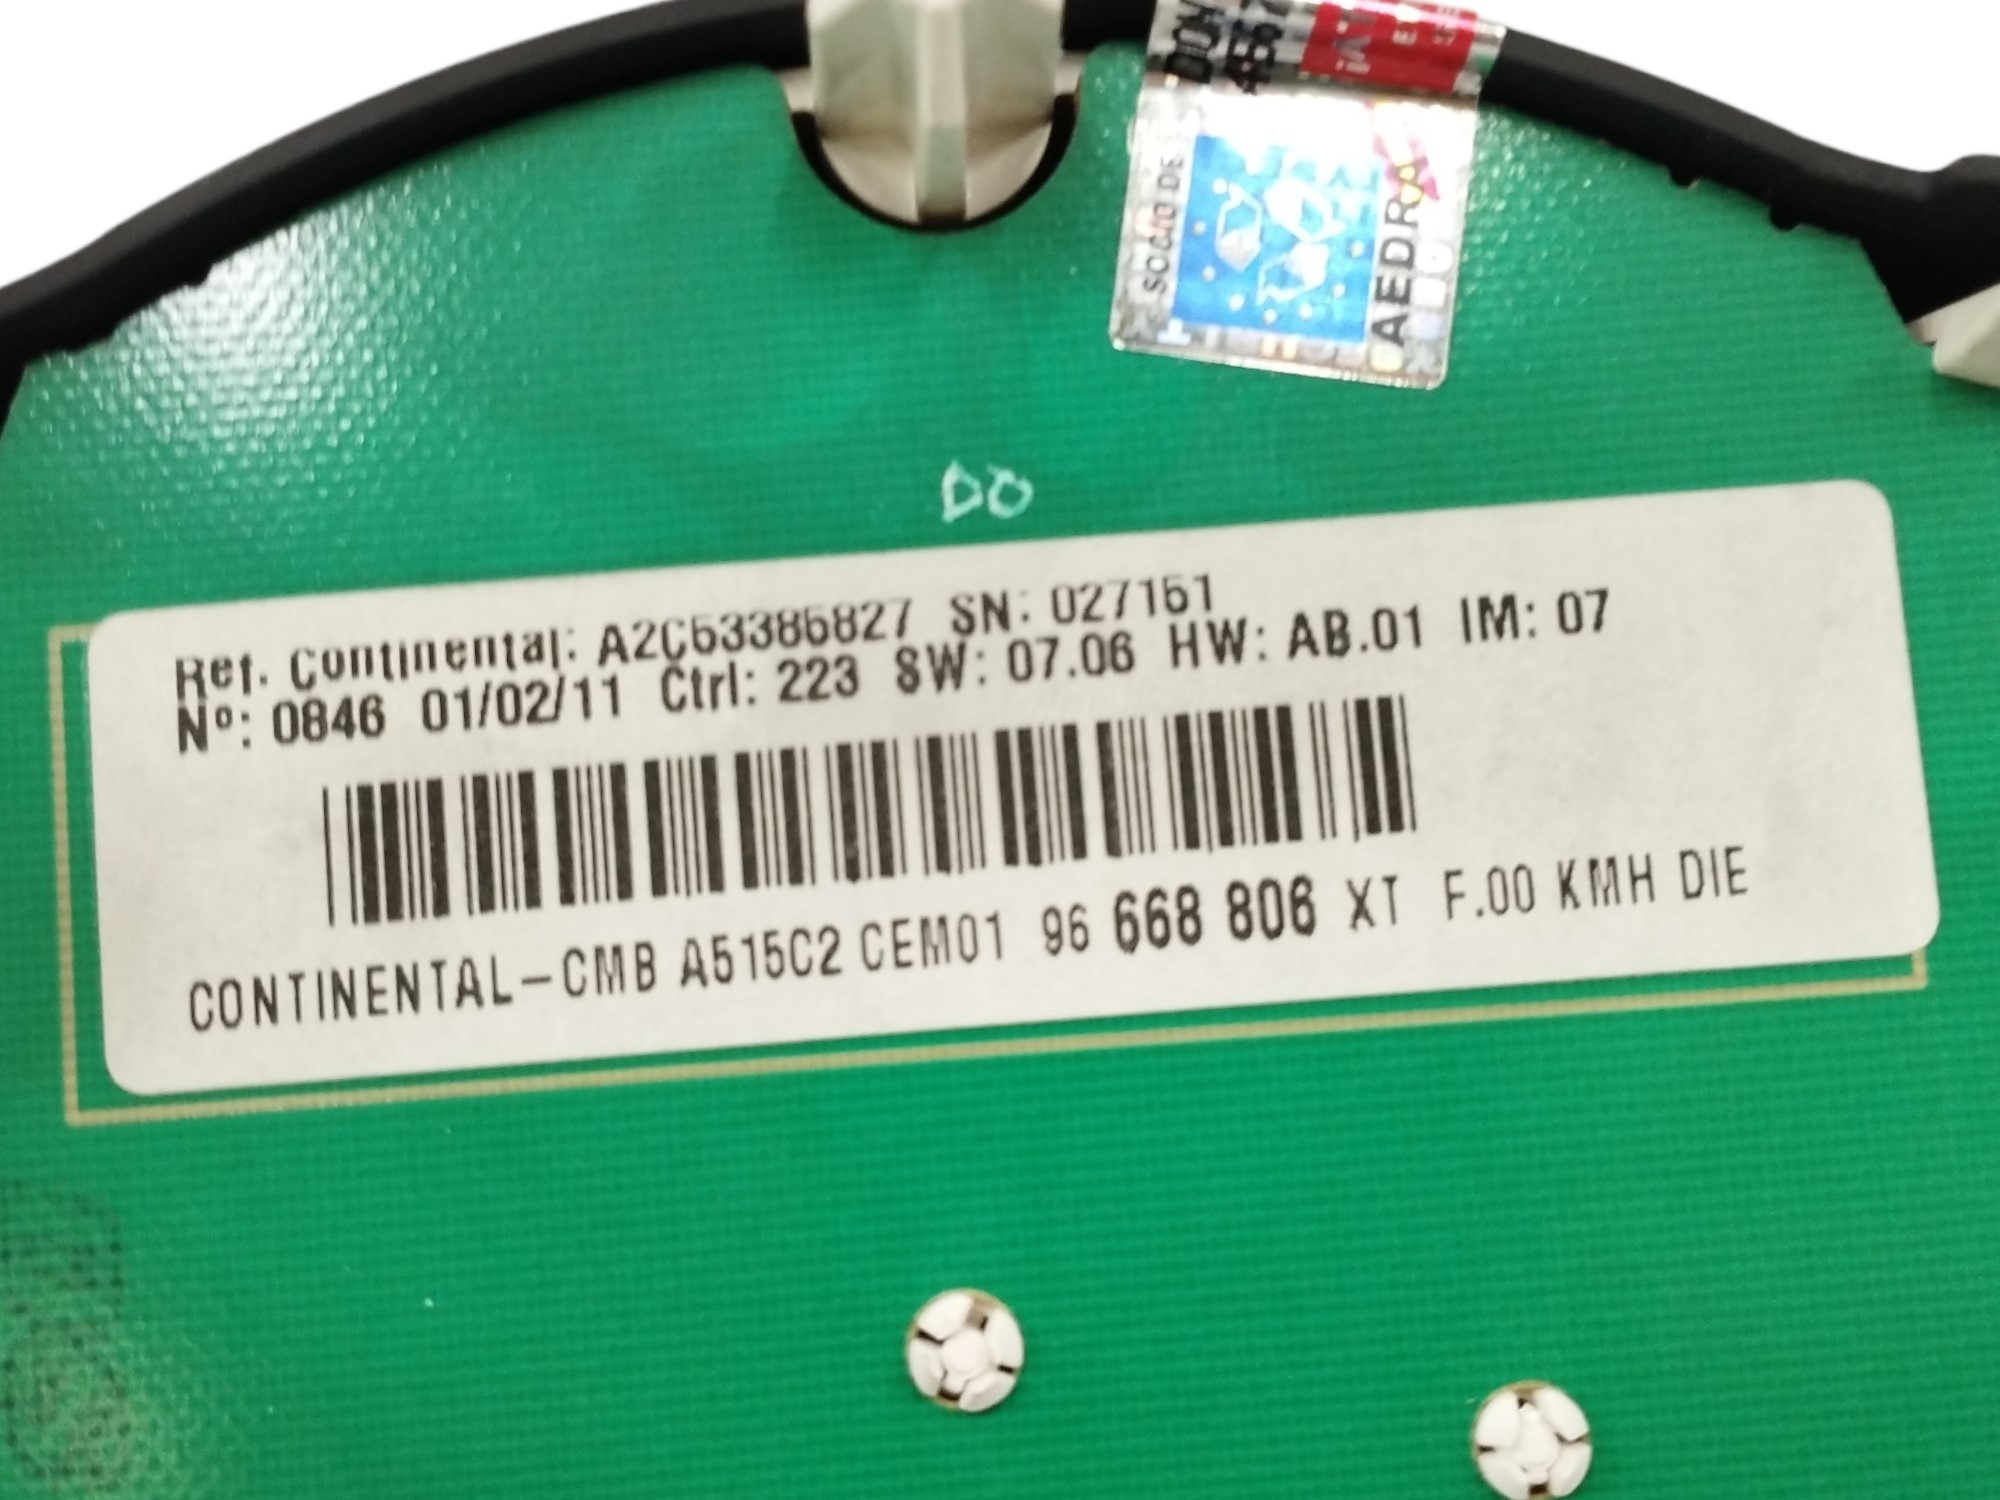 SOCIO DE
AEDRA
DO
Ref. Continental: A2C53385827 SN: 027151
Nº: 0846 01/02/11 Ctrl: 223 SW: 07.06 HW: AB.01 IM: 07
CONTINENTAL-CMB A515C2 CEM01 96 668 806 XT F.00 KMH DIE